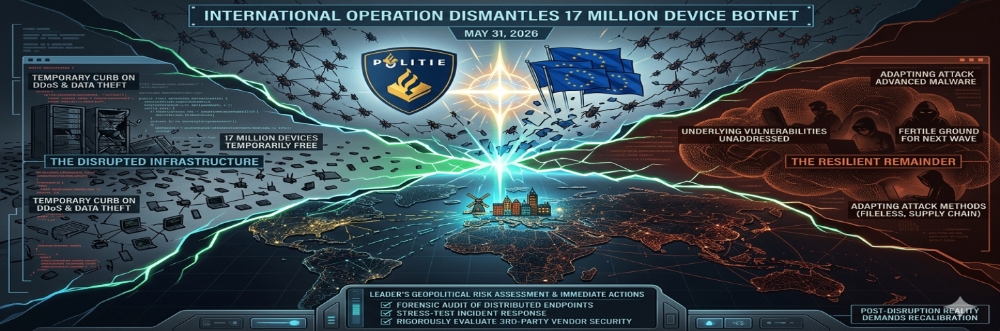 INTERNATIONAL OPERATION DISMANTLES 17 MILLION DEVICE BOTNET
MAY 31, 2026
POLITIE
TEMPORARY CURB ON
DDoS & DATA THEFT
17 MILLION DEVICES
TEMPORARILY FREE
THE DISRUPTED INFRASTRUCTURE
TEMPORARY CURB ON
DDoS & DATA THEFT
ADAPTINNG ATTACK
ADVANCED MALWARE
UNDERLYING VULNERABILITIES
UNADDRESSED
FERTILE GROUND
FOR NEXT WAVE
THE RESILIENT REMAINDER
ADAPTING ATTACK METHODS
(FILELESS, SUPPLY CHAIN)
LEADER'S GEOPOLITICAL RISK ASSESSMENT & IMMEDIATE ACTIONS
FORENSIC AUDIT OF DISTRIBUTED ENDPOINTS
STRESS-TEST INCIDENT RESPONSE
RIGOROUSLY EVALUATE 3RD-PARTY VENDOR SECURITY
POST-DISRUPTION REALITY
DEMANDS RECALIBRATION